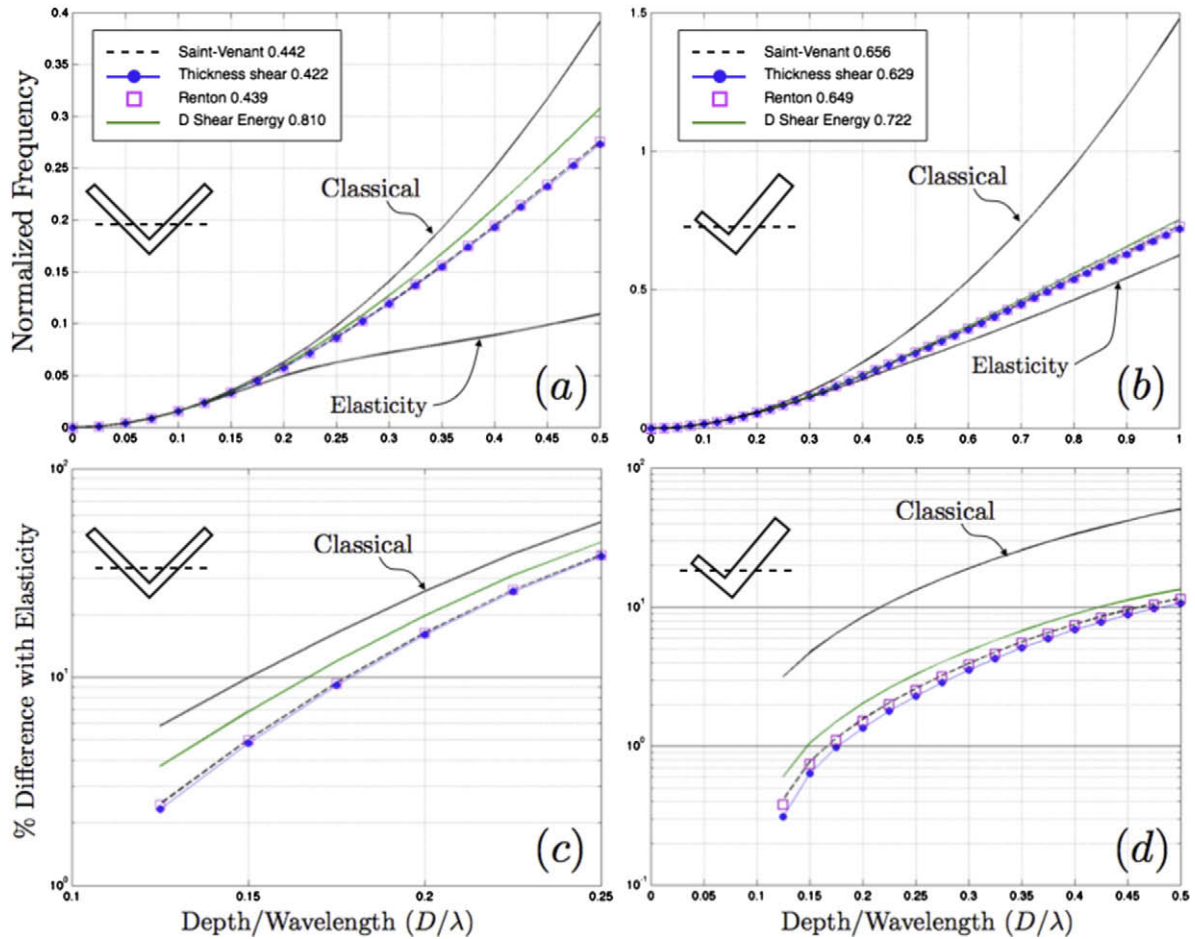 0.4
0.35
0.3
0.25
0.2
0.15
0.1
0.05
0
Normalized Frequency
Saint-Venant 0.442
Thickness shear 0.422
Renton 0.439
D Shear Energy 0.810
Classical
Elasticity
(a)
0 0.05 0.1 0.15 0.2 0.25 0.3 0.35 0.4 0.45 0.5
1.5
1
0.5
0
Saint-Venant 0.656
Thickness shear 0.629
Renton 0.649
D Shear Energy 0.722
Classical
Elasticity
(b)
0 0.1 0.2 0.3 0.4 0.5 0.6 0.7 0.8 0.9 1
10²
10¹
10⁰
% Difference with Elasticity
Classical
(c)
0.1 0.15 0.2 0.25
Depth/Wavelength (D/λ)
10²
10¹
10⁰
10⁻¹
Classical
(d)
0 0.05 0.1 0.15 0.2 0.25 0.3 0.35 0.4 0.45 0.5
Depth/Wavelength (D/λ)